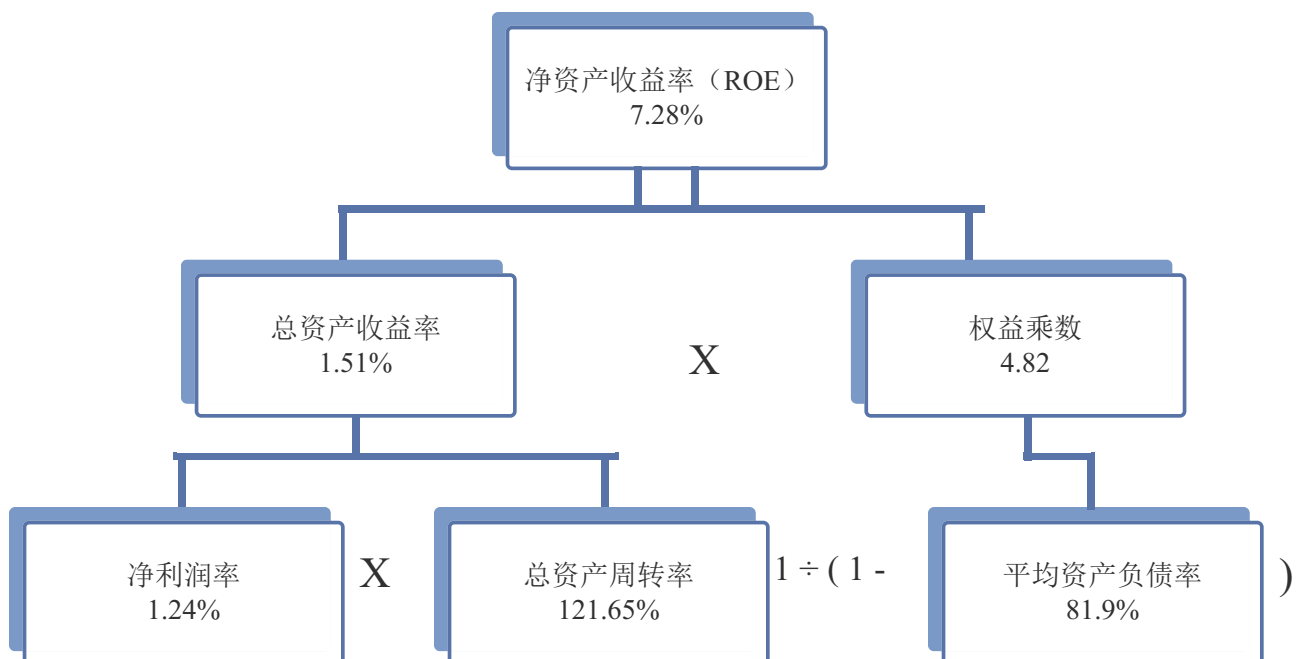 净资产收益率（ROE）
7.28%
总资产收益率
1.51%
X
权益乘数
4.82
净利润率
1.24%
X
总资产周转率
121.65%
1 ÷ ( 1 -
平均资产负债率
81.9%
)